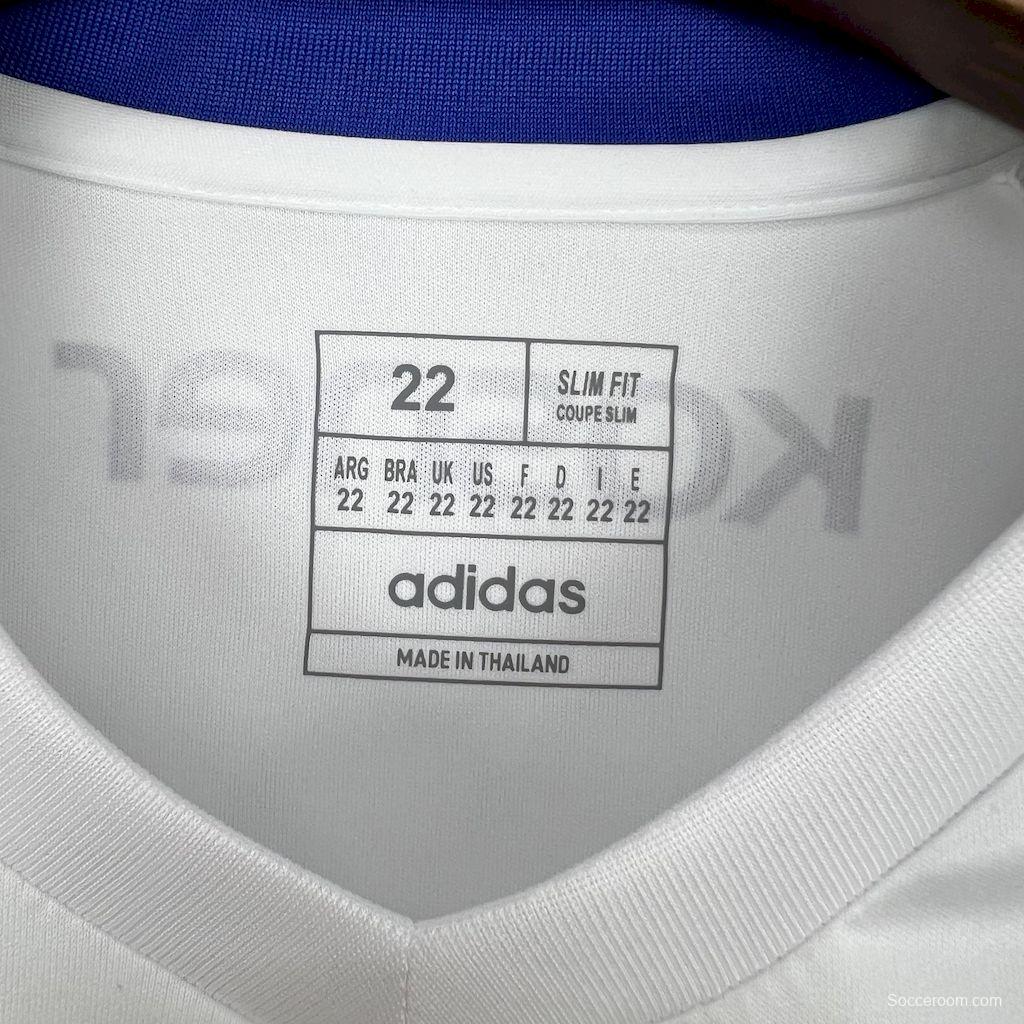 22
SLIM FIT
COUPE SLIM
ARG BRA UK US F D I E
22 22 22 22 22 22 22 22
adidas
MADE IN THAILAND
Socceroom.com